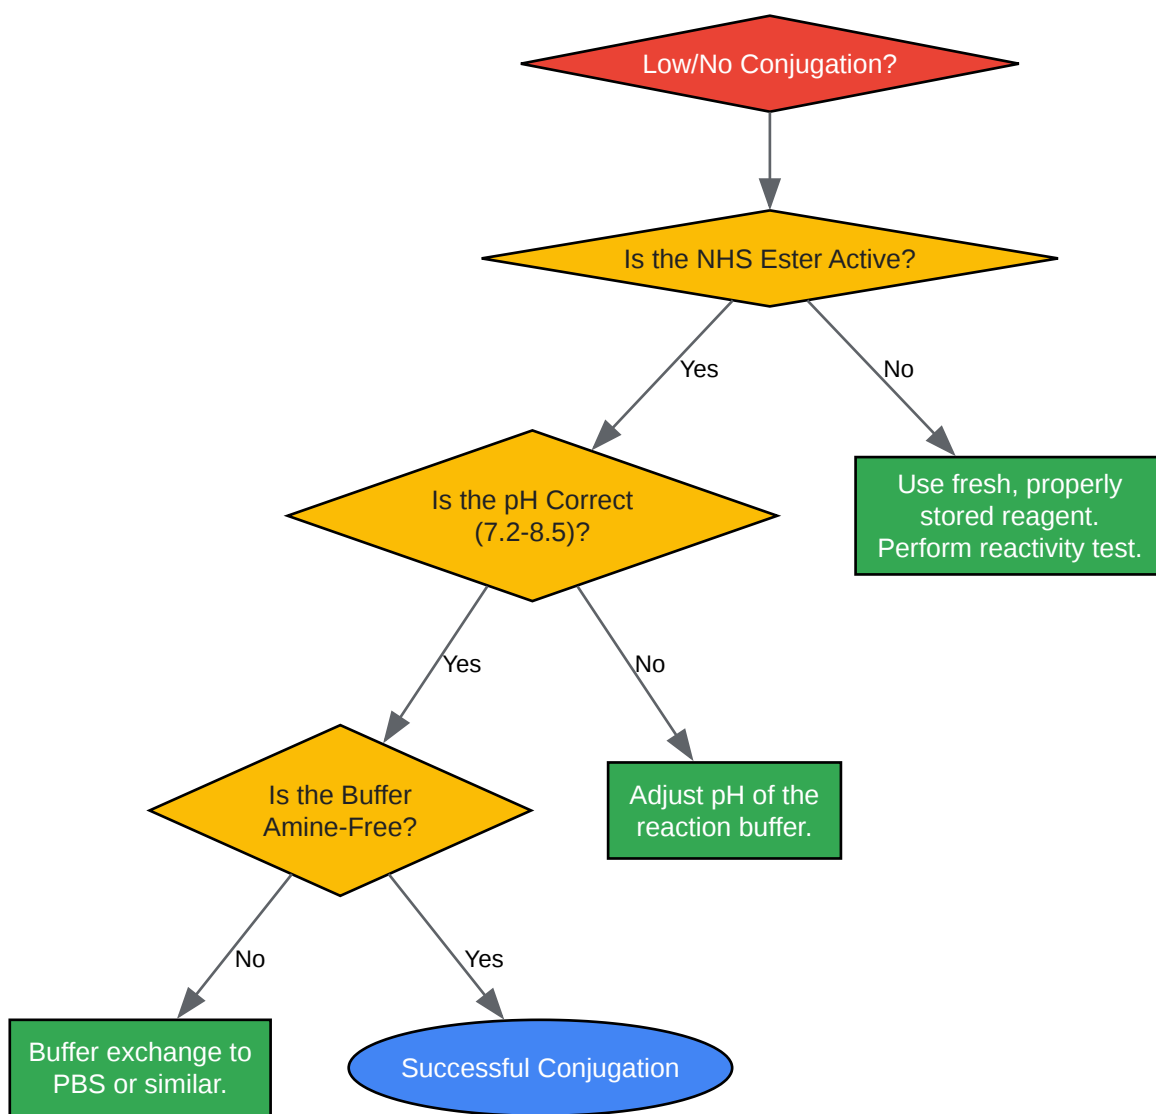 Low/No Conjugation?
Is the NHS Ester Active?
Yes
No
Is the pH Correct
(7.2-8.5)?
Use fresh, properly
stored reagent.
Perform reactivity test.
Yes
No
Is the Buffer
Amine-Free?
Adjust pH of the
reaction buffer.
No
Yes
Buffer exchange to
PBS or similar.
Successful Conjugation